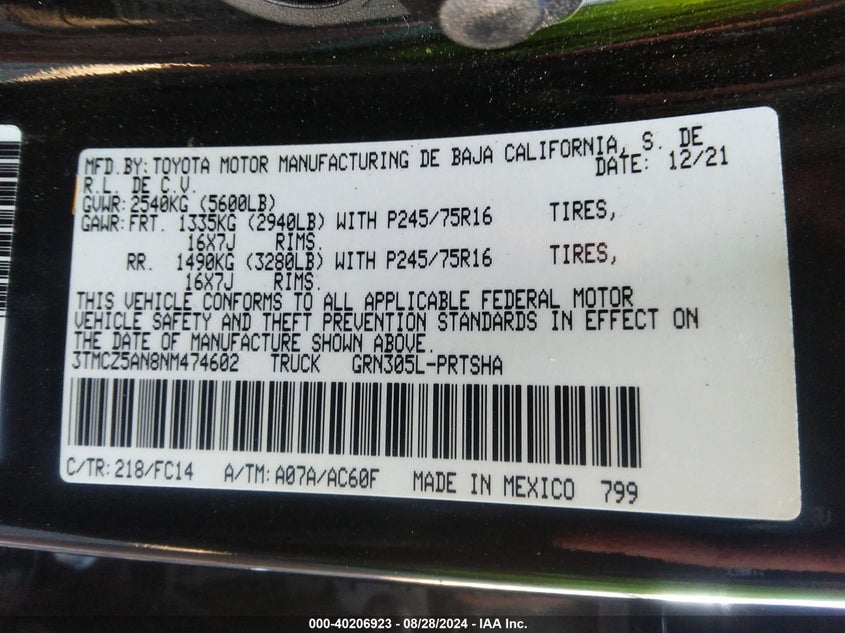 MFD. BY: TOYOTA MOTOR MANUFACTURING DE BAJA CALIFORNIA, S. DE
R.L. DE C.V. DATE: 12/21
GVWR: 2540KG (5600LB)
GAWR: FRT. 1335KG (2940LB) WITH P245/75R16 TIRES,
16X7J RIMS.
RR. 1490KG (3280LB) WITH P245/75R16 TIRES,
16X7J RIMS.
THIS VEHICLE CONFORMS TO ALL APPLICABLE FEDERAL MOTOR
VEHICLE SAFETY AND THEFT PREVENTION STANDARDS IN EFFECT ON
THE DATE OF MANUFACTURE SHOWN ABOVE.
3TMCZ5AN8NM474602 TRUCK GRN305L-PRTSHA
C/TR: 218/FC14 A/TM: A07A/AC60F MADE IN MEXICO 799
000-40206923 / 08/28/2024 / IAA Inc.